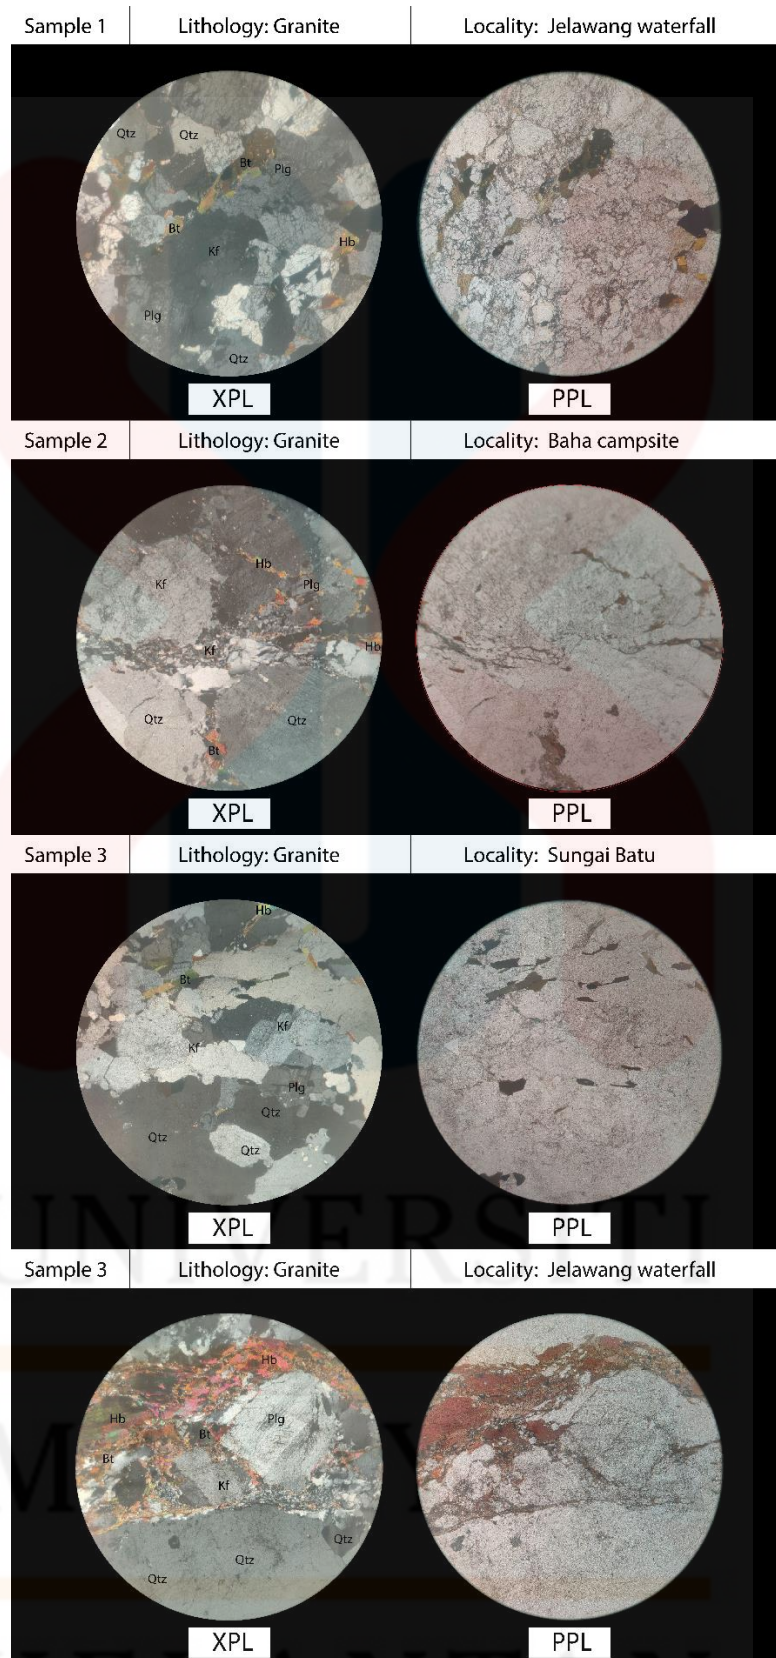 Sample 1 Lithology: Granite Locality: Jelawang waterfall
Qtz Qtz
Bt Plg
Bt Hb
Kf
Plg
Qtz
XPL PPL
Sample 2 Lithology: Granite Locality: Baha campsite
Hb
Kf Plg
Kf Hb
Qtz Qtz
Bt
XPL PPL
Sample 3 Lithology: Granite Locality: Sungai Batu
Hb
Bt
Kf
Kf
Plg
Qtz
Qtz
Qtz
UNIVERSITI
XPL PPL
Sample 3 Lithology: Granite Locality: Jelawang waterfall
Hb
Hb Plg
Bt
Bt
Kf
Qtz
Qtz
Qtz
XPL PPL